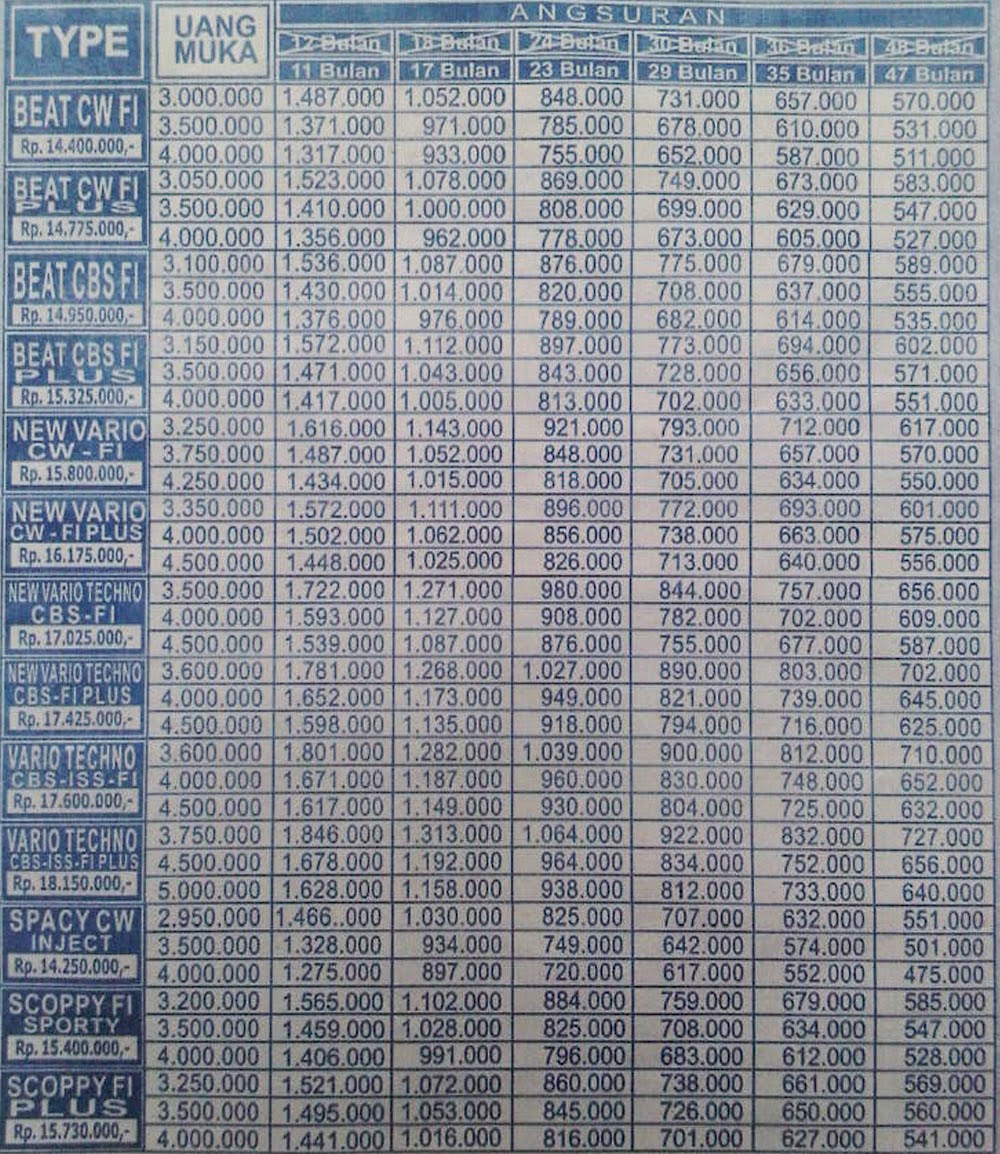 TYPE UANG MUKA ANGSURAN
12 Bulan 18 Bulan 24 Bulan 30 Bulan 36 Bulan 48 Bulan
11 Bulan 17 Bulan 23 Bulan 29 Bulan 35 Bulan 47 Bulan
BEAT CW FI 3.000.000 1.487.000 1.052.000 848.000 731.000 657.000 570.000
3.500.000 1.371.000 971.000 785.000 678.000 610.000 531.000
Rp. 14.400.000,- 4.000.000 1.317.000 933.000 755.000 652.000 587.000 511.000
BEAT CW FI 3.050.000 1.523.000 1.078.000 869.000 749.000 673.000 583.000
PLUS 3.500.000 1.410.000 1.000.000 808.000 699.000 629.000 547.000
Rp. 14.775.000,- 4.000.000 1.356.000 962.000 778.000 673.000 605.000 527.000
BEAT CBS FI 3.100.000 1.536.000 1.087.000 876.000 775.000 679.000 589.000
3.500.000 1.430.000 1.014.000 820.000 708.000 637.000 555.000
Rp. 14.950.000,- 4.000.000 1.376.000 976.000 789.000 682.000 614.000 535.000
BEAT CBS FI 3.150.000 1.572.000 1.112.000 897.000 773.000 694.000 602.000
PLUS 3.500.000 1.471.000 1.043.000 843.000 728.000 656.000 571.000
Rp. 15.325.000,- 4.000.000 1.417.000 1.005.000 813.000 702.000 633.000 551.000
NEW VARIO 3.250.000 1.616.000 1.143.000 921.000 793.000 712.000 617.000
CW - FI 3.750.000 1.487.000 1.052.000 848.000 731.000 657.000 570.000
Rp. 15.800.000,- 4.250.000 1.434.000 1.015.000 818.000 705.000 634.000 550.000
NEW VARIO 3.350.000 1.572.000 1.111.000 896.000 772.000 693.000 601.000
CW - FI PLUS 4.000.000 1.502.000 1.062.000 856.000 738.000 663.000 575.000
Rp. 16.175.000,- 4.500.000 1.448.000 1.025.000 826.000 713.000 640.000 556.000
NEW VARIO TECHNO 3.500.000 1.722.000 1.271.000 980.000 844.000 757.000 656.000
CBS-FI 4.000.000 1.593.000 1.127.000 908.000 782.000 702.000 609.000
Rp. 17.025.000,- 4.500.000 1.539.000 1.087.000 876.000 755.000 677.000 587.000
NEW VARIO TECHNO 3.600.000 1.781.000 1.268.000 1.027.000 890.000 803.000 702.000
CBS-FI PLUS 4.000.000 1.652.000 1.173.000 949.000 821.000 739.000 645.000
Rp. 17.425.000,- 4.500.000 1.598.000 1.135.000 918.000 794.000 716.000 625.000
VARIO TECHNO 3.600.000 1.801.000 1.282.000 1.039.000 900.000 812.000 710.000
CBS-ISS-FI 4.000.000 1.671.000 1.187.000 960.000 830.000 748.000 652.000
Rp. 17.600.000,- 4.500.000 1.617.000 1.149.000 930.000 804.000 725.000 632.000
VARIO TECHNO 3.750.000 1.846.000 1.313.000 1.064.000 922.000 832.000 727.000
CBS-ISS-FI PLUS 4.500.000 1.678.000 1.192.000 964.000 834.000 752.000 656.000
Rp. 18.150.000,- 5.000.000 1.628.000 1.158.000 938.000 812.000 733.000 640.000
SPACY CW 2.950.000 1.466..000 1.030.000 825.000 707.000 632.000 551.000
INJECT 3.500.000 1.328.000 934.000 749.000 642.000 574.000 501.000
Rp. 14.250.000,- 4.000.000 1.275.000 897.000 720.000 617.000 552.000 475.000
SCOPPY FI 3.200.000 1.565.000 1.102.000 884.000 759.000 679.000 585.000
SPORTY 3.500.000 1.459.000 1.028.000 825.000 708.000 634.000 547.000
Rp. 15.400.000,- 4.000.000 1.406.000 991.000 796.000 683.000 612.000 528.000
SCOPPY FI 3.250.000 1.521.000 1.072.000 860.000 738.000 661.000 569.000
PLUS 3.500.000 1.495.000 1.053.000 845.000 726.000 650.000 560.000
Rp. 15.730.000,- 4.000.000 1.441.000 1.016.000 816.000 701.000 627.000 541.000